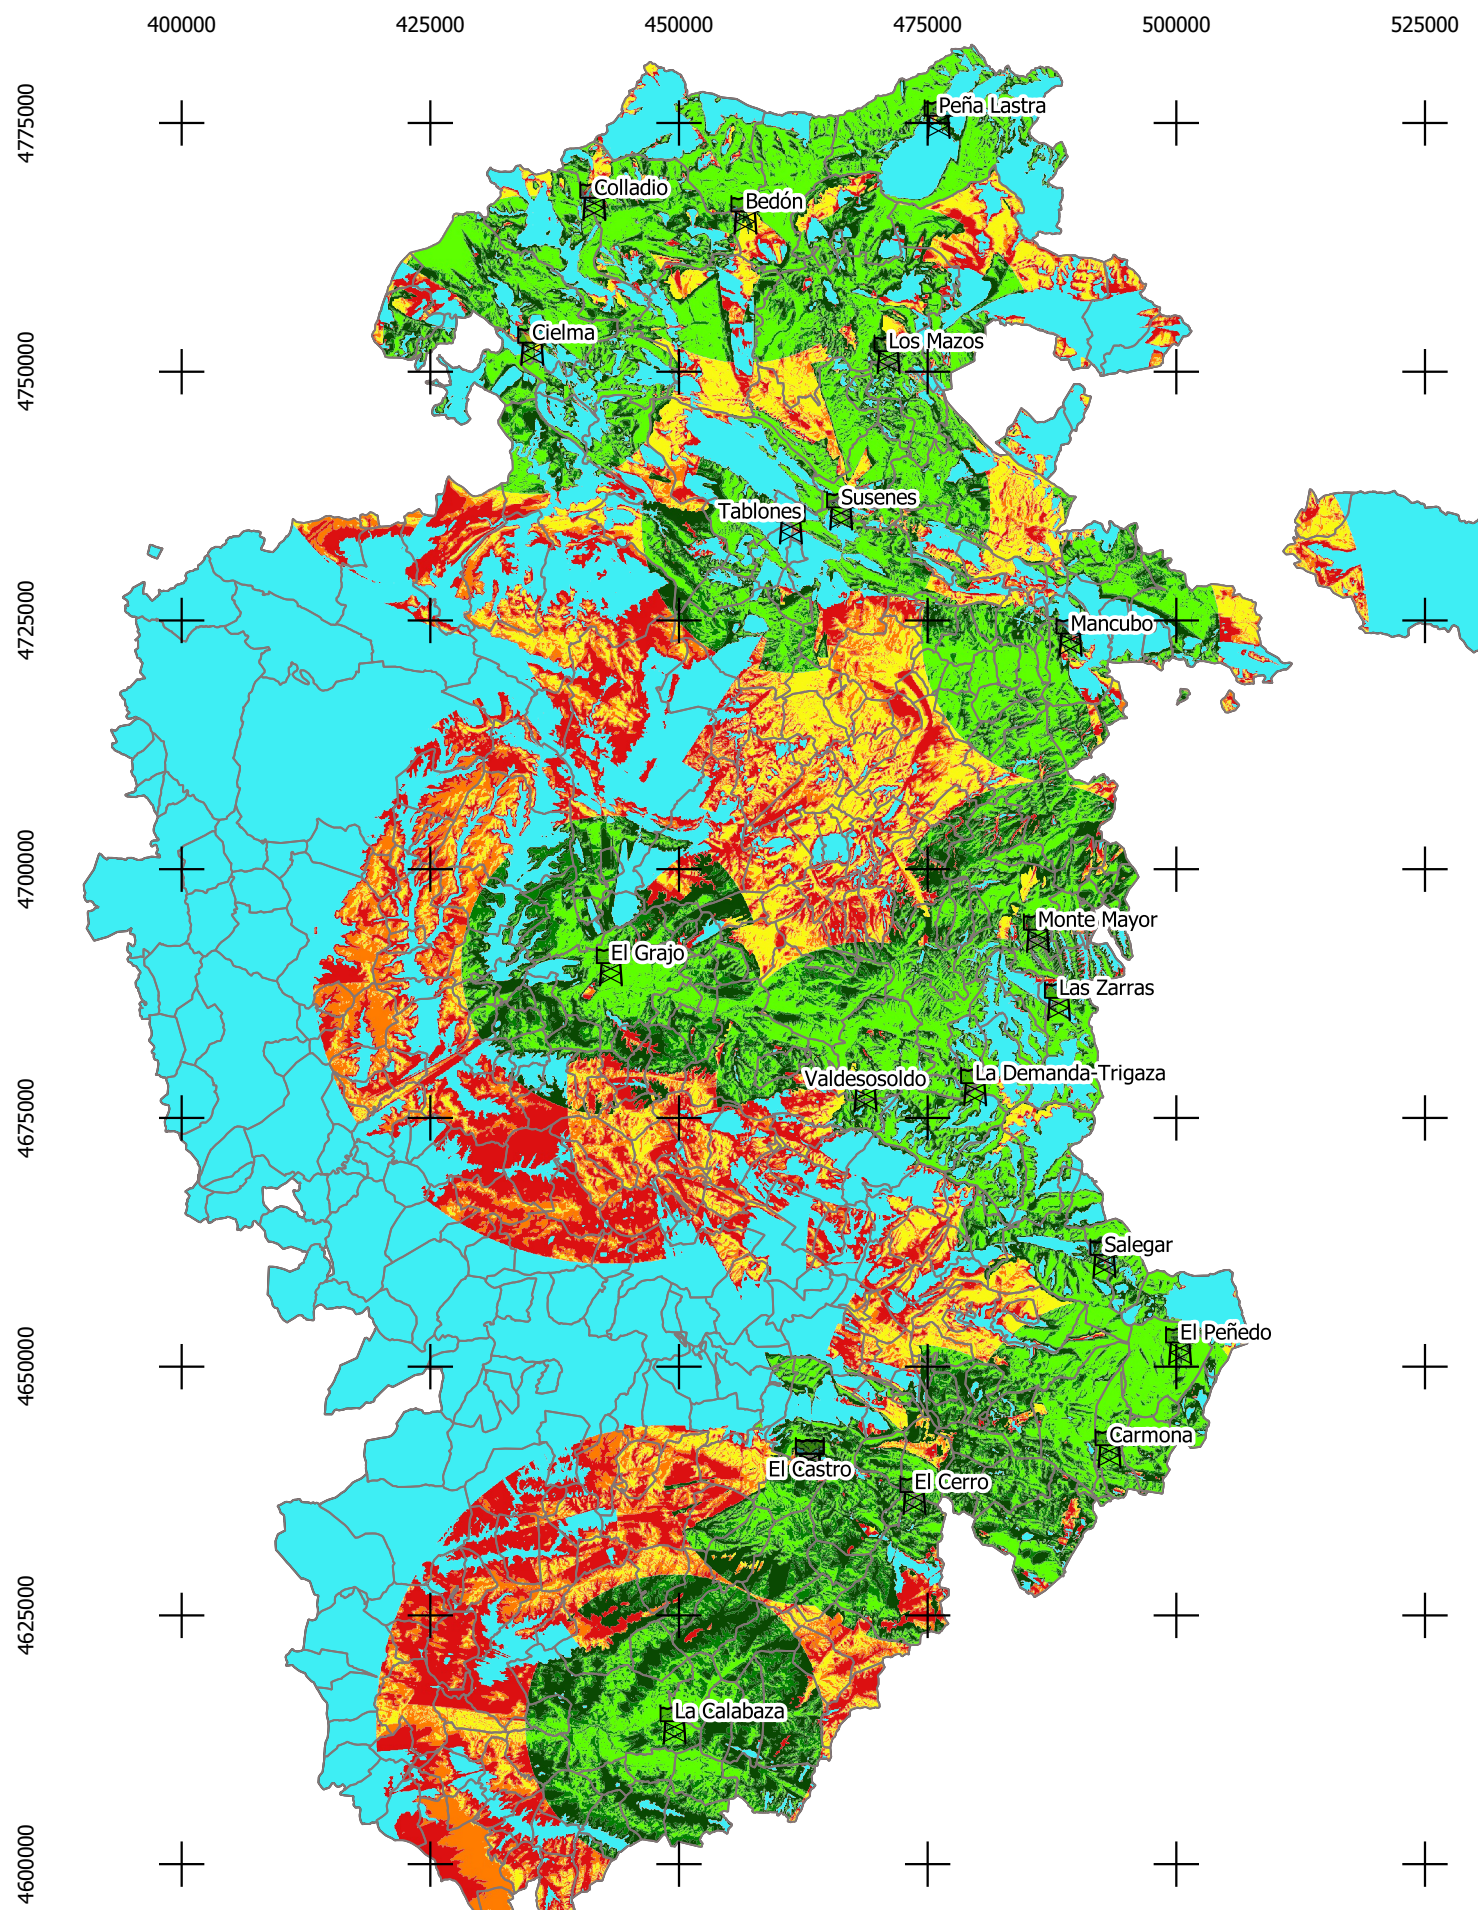 400000 425000 450000 475000 500000 525000
4775000
Peña Lastra
Colladio
Bedón
4750000
Cielma
Los Mazos
Susenes
Tablones
4725000
Mancubo
4700000
Monte Mayor
El Grajo
Las Zarras
4675000
La Demanda-Trigaza
Valdesosoldo
Salegar
4650000
El Peñedo
Carmona
El Castro
El Cerro
4625000
La Calabaza
4600000